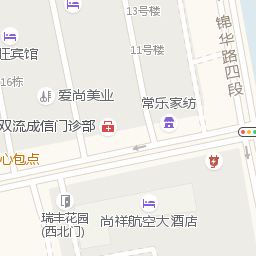 13号楼
旺宾馆
11号楼
锦华路四段
16栋
爱尚美业
常乐家纺
双流成信门诊部
心包点
瑞丰花园
(西北门)
尚祥航空大酒店